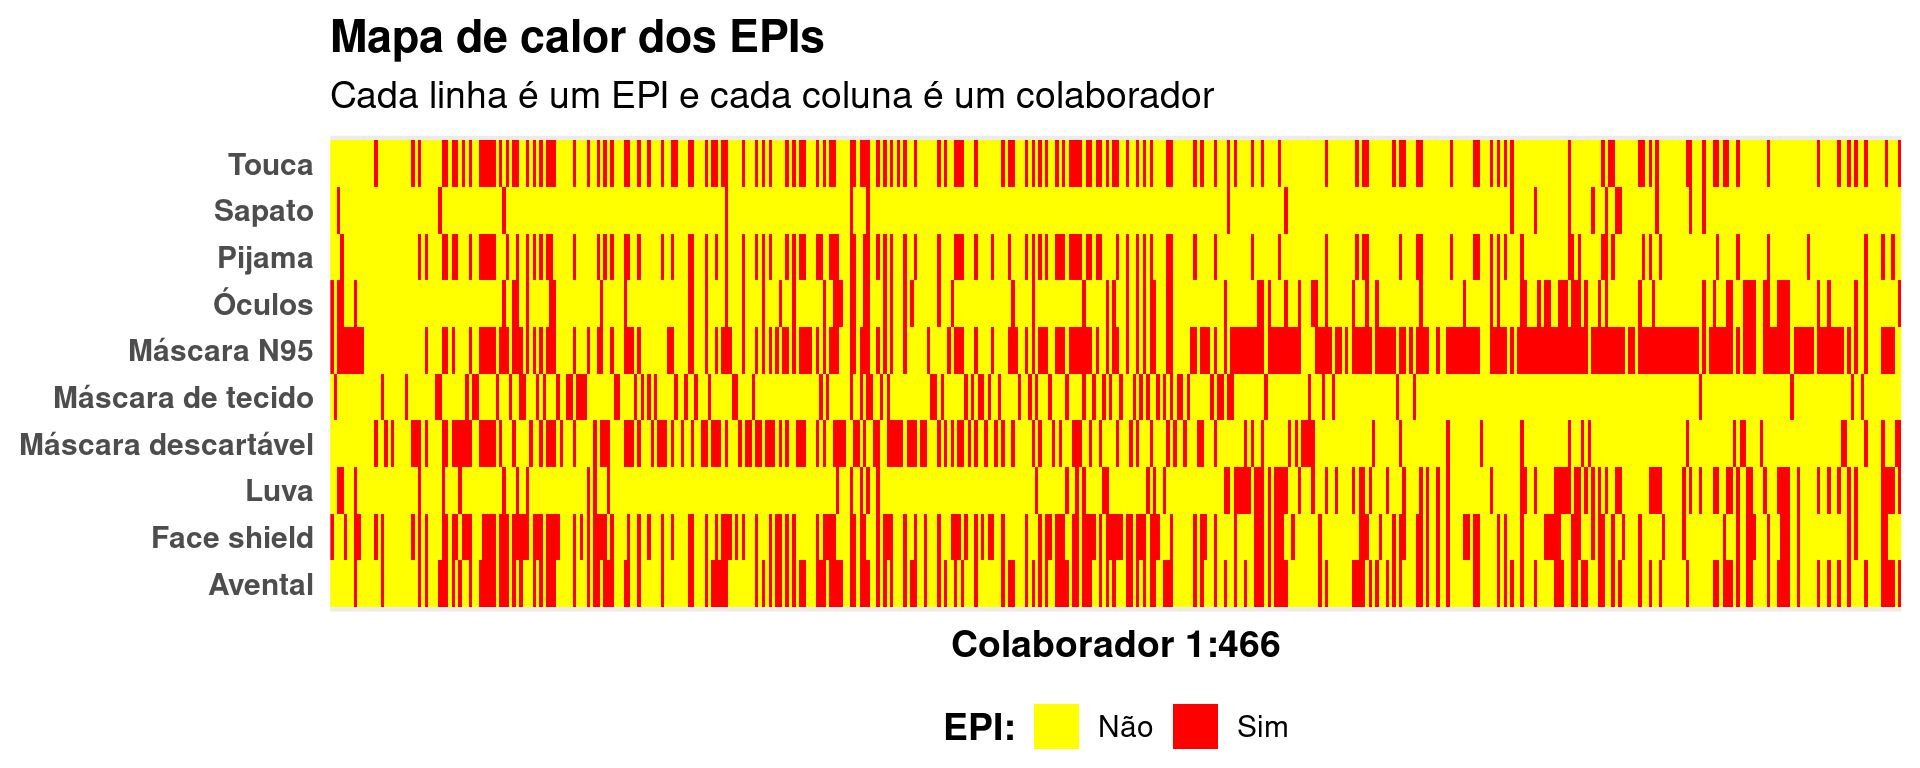 Mapa de calor dos EPIs
Cada linha é um EPI e cada coluna é um colaborador
Touca
Sapato
Pijama
Óculos
Máscara N95
Máscara de tecido
Máscara descartável
Luva
Face shield
Avental
Colaborador 1:466
EPI: Não Sim